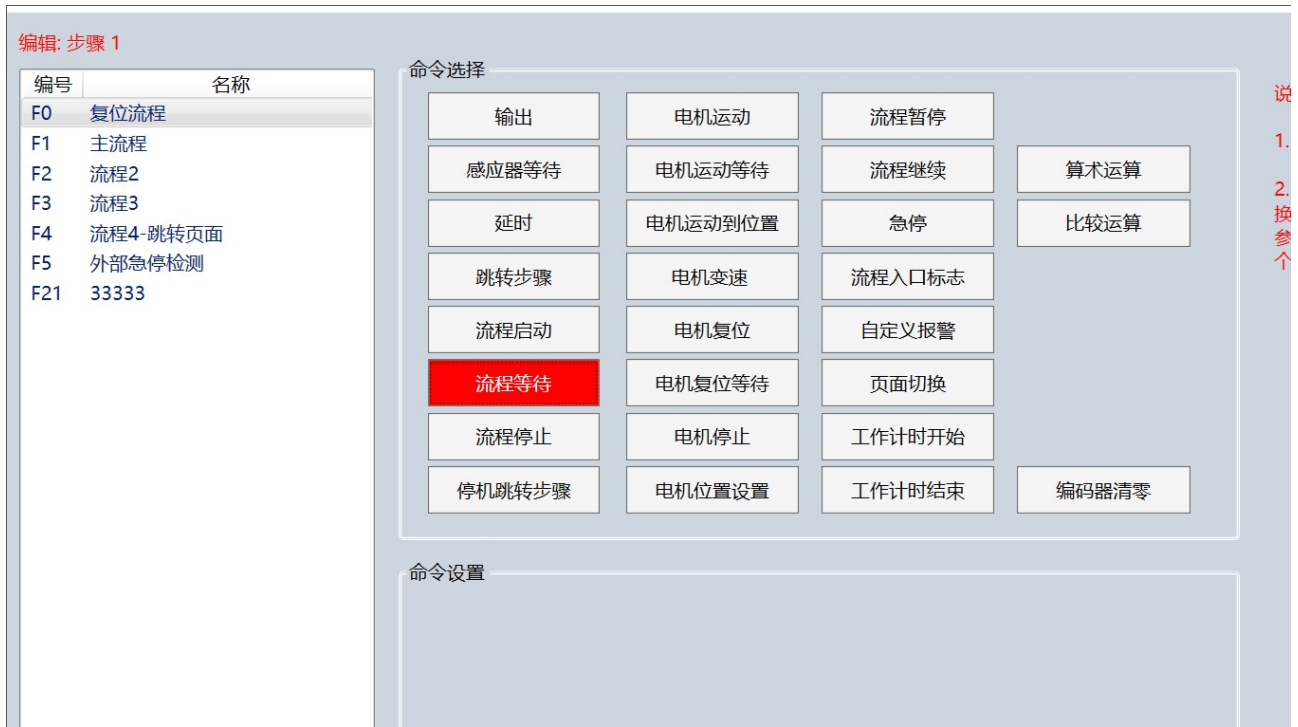 编辑: 步骤 1
编号 名称
F0 复位流程
F1 主流程
F2 流程2
F3 流程3
F4 流程4-跳转页面
F5 外部急停检测
F21 33333
命令选择
输出 电机运动 流程暂停
感应器等待 电机运动等待 流程继续 算术运算
延时 电机运动到位置 急停 比较运算
跳转步骤 电机变速 流程入口标志
流程启动 电机复位 自定义报警
流程等待 电机复位等待 页面切换
流程停止 电机停止 工作计时开始
停机跳转步骤 电机位置设置 工作计时结束 编码器清零
命令设置
说
1.
2.
换
参
个